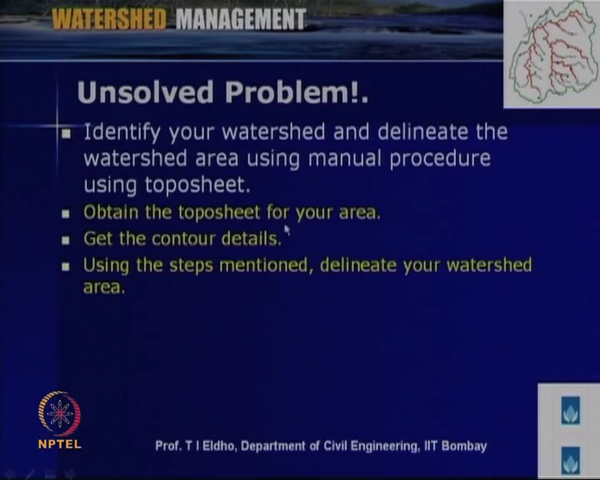 WATERSHED MANAGEMENT
Unsolved Problem!.
Identify your watershed and delineate the
watershed area using manual procedure
using toposheet.
Obtain the toposheet for your area.
Get the contour details.
Using the steps mentioned, delineate your watershed
area.
NPTEL
Prof. T I Eldho, Department of Civil Engineering, IIT Bombay